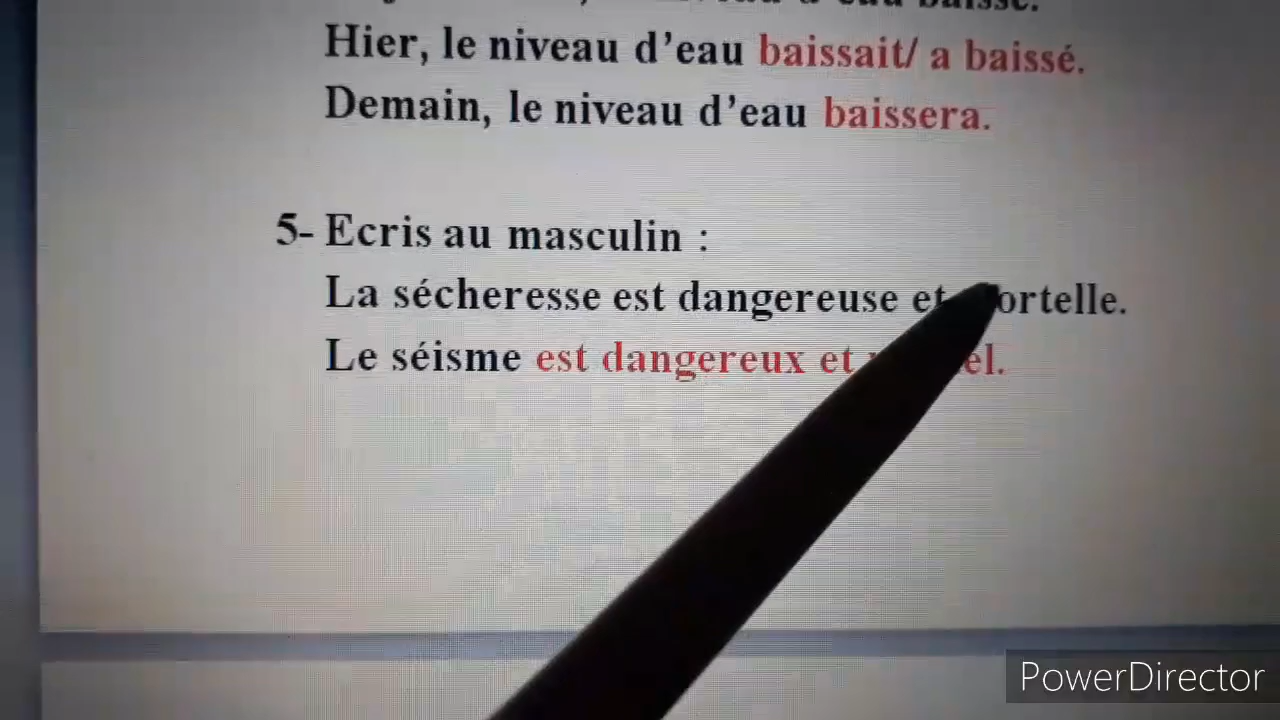 baisse.
Hier, le niveau d'eau baissait/ a baissé.
Demain, le niveau d'eau baissera.
5- Ecris au masculin :
La sécheresse est dangereuse et
Le séisme est dangereux et
PowerDirector